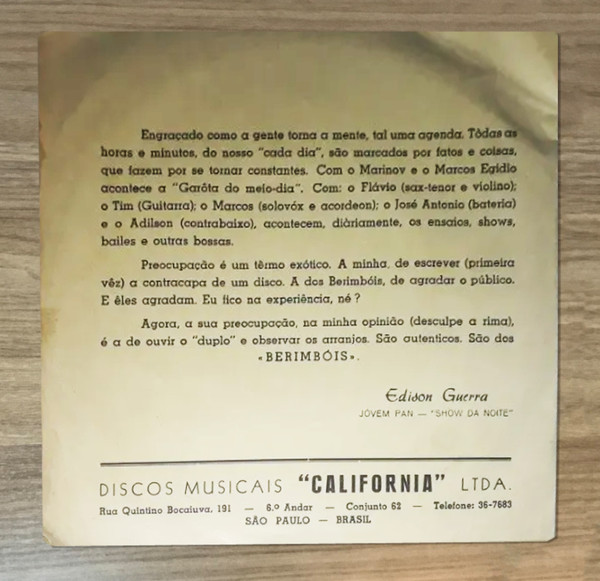 Engraçado como a gente torna a mente, tal uma agenda. Tôdas as
horas e minutos, do nosso "cada dia", são marcados por fatos e coisas,
que fazem por se tornar constantes. Com o Marinov e o Marcos Egidio
acontece a "Garôta do meio-dia". Com: o Flávio (sax-tenor e violino);
o Tim (Guitarra); o Marcos (solovóx e acordeon); o José Antonio (bateria)
e o Adilson (contrabaixo), acontecem, diàriamente, os ensaios, shows,
bailes e outras bossas.
Preocupação é um têrmo exótico. A minha, de escrever (primeira
vêz) a contracapa de um disco. A dos Berimbóis, de agradar o público.
E êles agradam. Eu fico na experiência, né?
Agora, a sua preocupação, na minha opinião (desculpe a rima),
é a de ouvir o "duplo" e observar os arranjos. São autenticos. São dos
«BERIMBÓIS».
Edison Guerra
JÓVEM PAN — "SHOW DA NOITE"
DISCOS MUSICAIS "CALIFORNIA" LTDA.
Rua Quintino Bocaiuva, 191 — 6.º Andar — Conjunto 62 — Telefone: 36-7683
SÃO PAULO — BRASIL